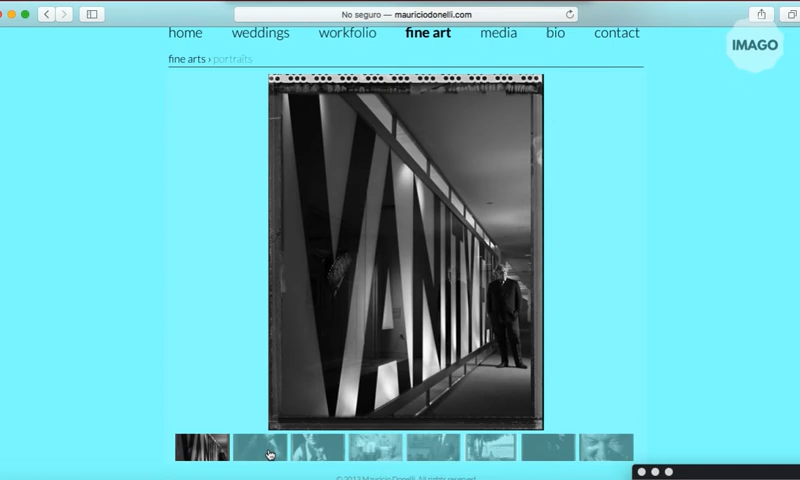 No seguro — mauriciodonelli.com
home weddings workfolio fine art media bio contact
IMAGO
fine arts › portraits
© 2013 Mauricio Donelli. All rights reserved